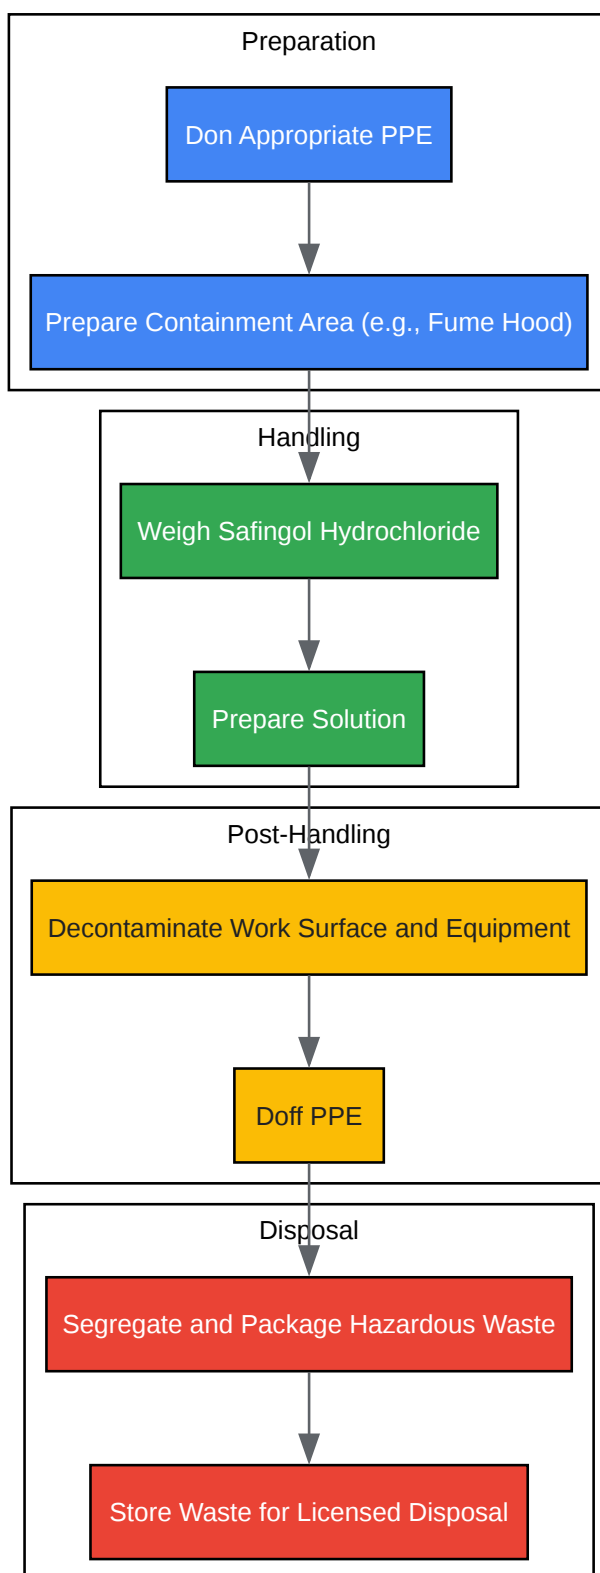 Preparation
Don Appropriate PPE
Prepare Containment Area (e.g., Fume Hood)
Handling
Weigh Safingol Hydrochloride
Prepare Solution
Post-Handling
Decontaminate Work Surface and Equipment
Doff PPE
Disposal
Segregate and Package Hazardous Waste
Store Waste for Licensed Disposal